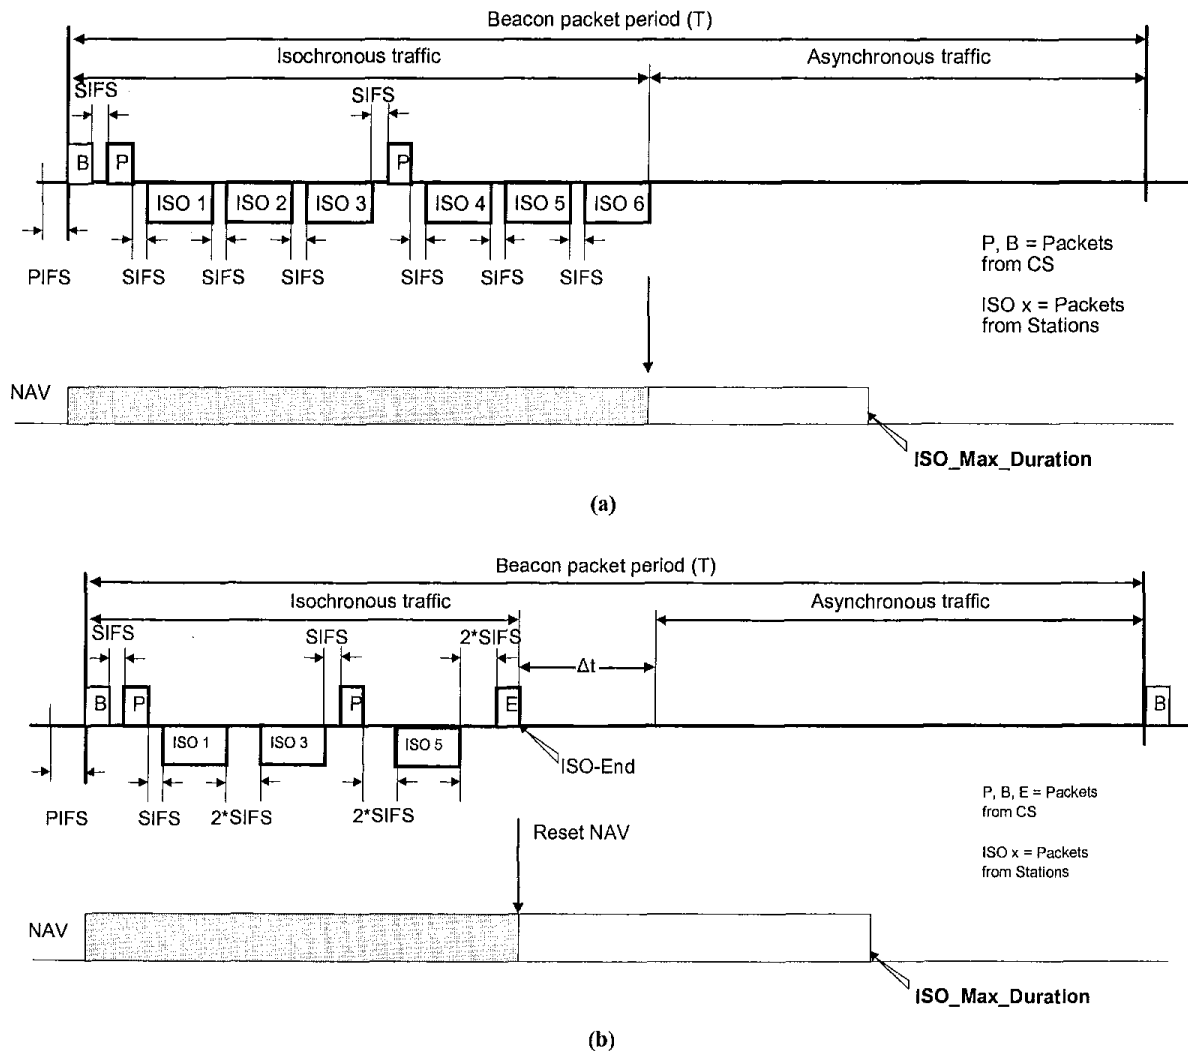 Beacon packet period (T)
Isochronous traffic
Asynchronous traffic
SIFS
SIFS
B
P
P
ISO 1
ISO 2
ISO 3
ISO 4
ISO 5
ISO 6
PIFS
SIFS
SIFS
SIFS
SIFS
SIFS
SIFS
P, B = Packets
from CS
ISO x = Packets
from Stations
NAV
ISO_Max_Duration
(a)
Beacon packet period (T)
Isochronous traffic
Asynchronous traffic
SIFS
SIFS
2*SIFS
Δt
B
P
P
E
B
ISO 1
ISO 3
ISO 5
ISO-End
PIFS
SIFS
2*SIFS
2*SIFS
P, B, E = Packets
from CS
ISO x = Packets
from Stations
Reset NAV
NAV
ISO_Max_Duration
(b)